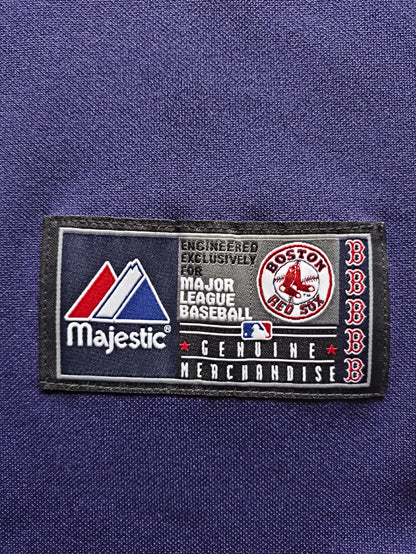 Majestic®
ENGINEERED
EXCLUSIVELY
FOR
MAJOR
LEAGUE
BASEBALL
GENUINE
MERCHANDISE
BOSTON
RED SOX
B
B
B
B
B